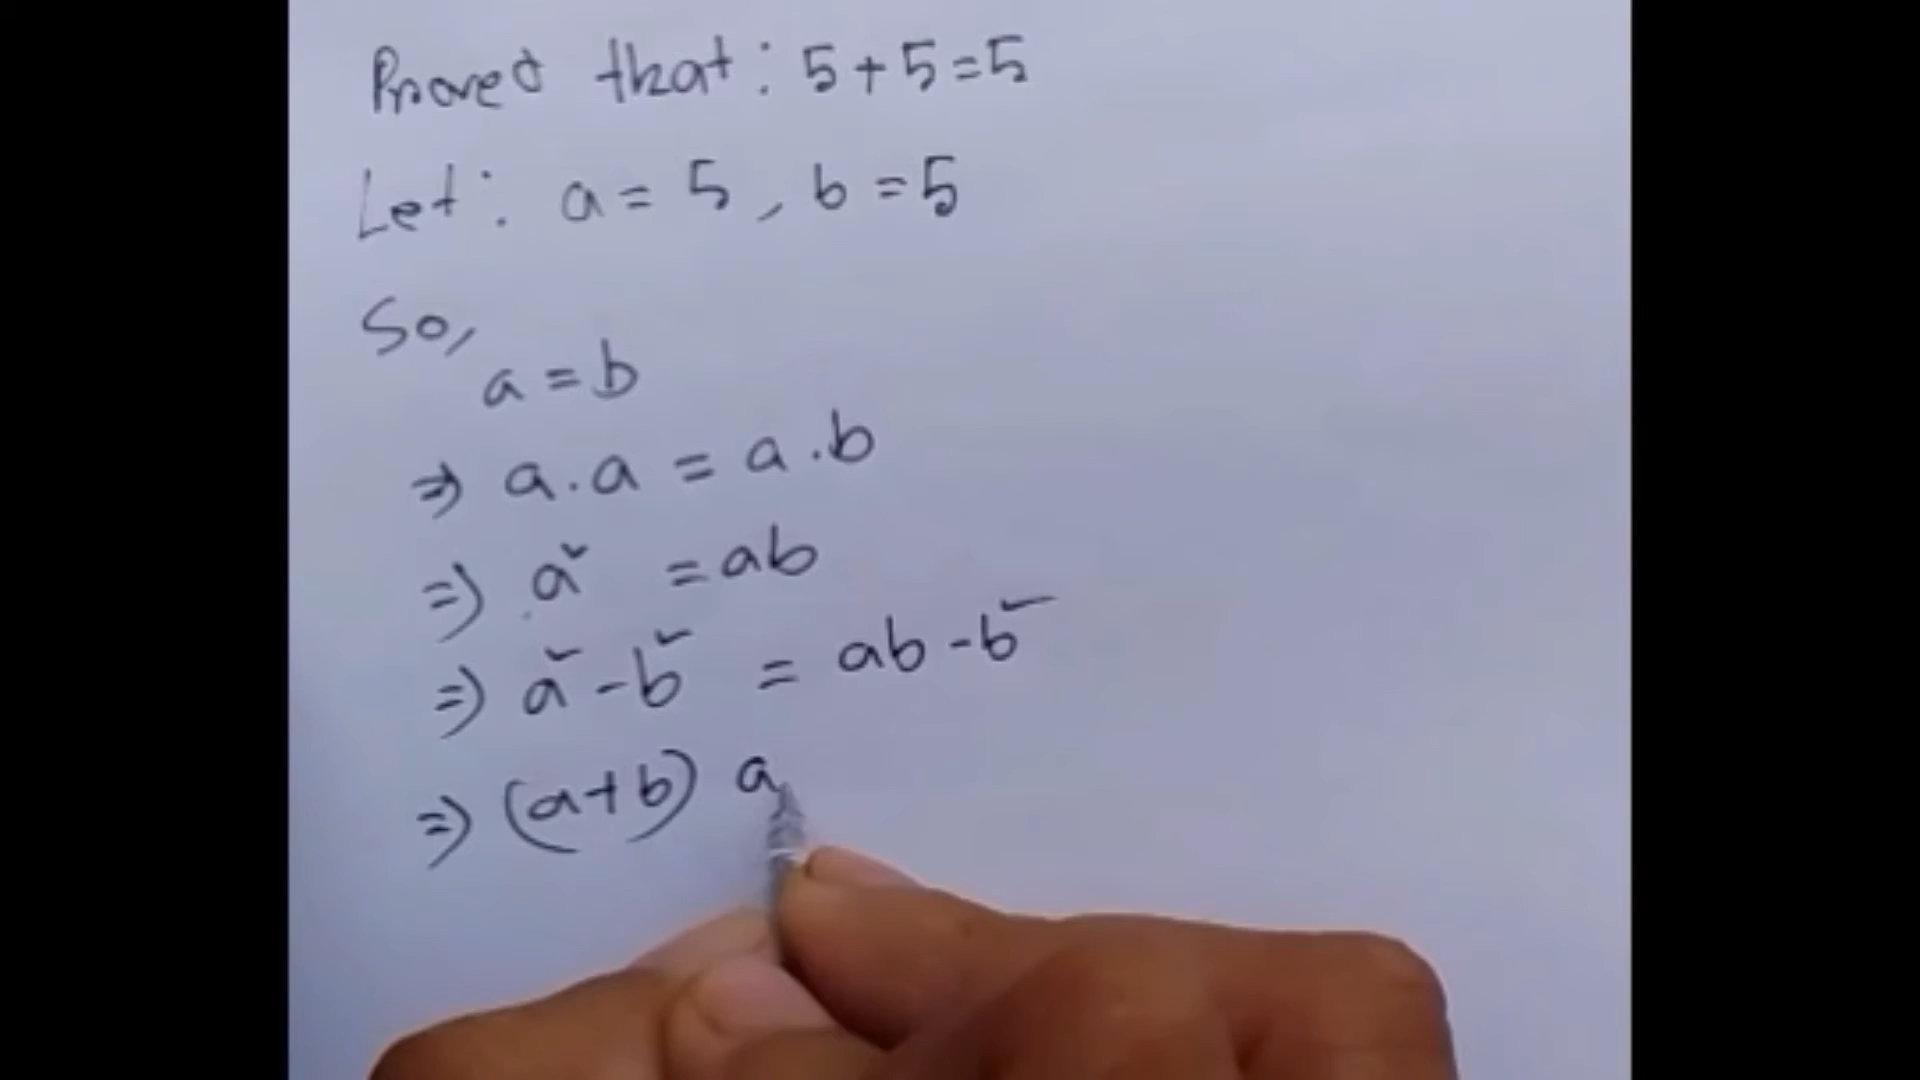 Proved that: 5+5=5
Let: a = 5, b = 5
So,
a = b
⇒ a.a = a.b
⇒ a² = ab
⇒ a² - b² = ab - b²
⇒ (a+b) a